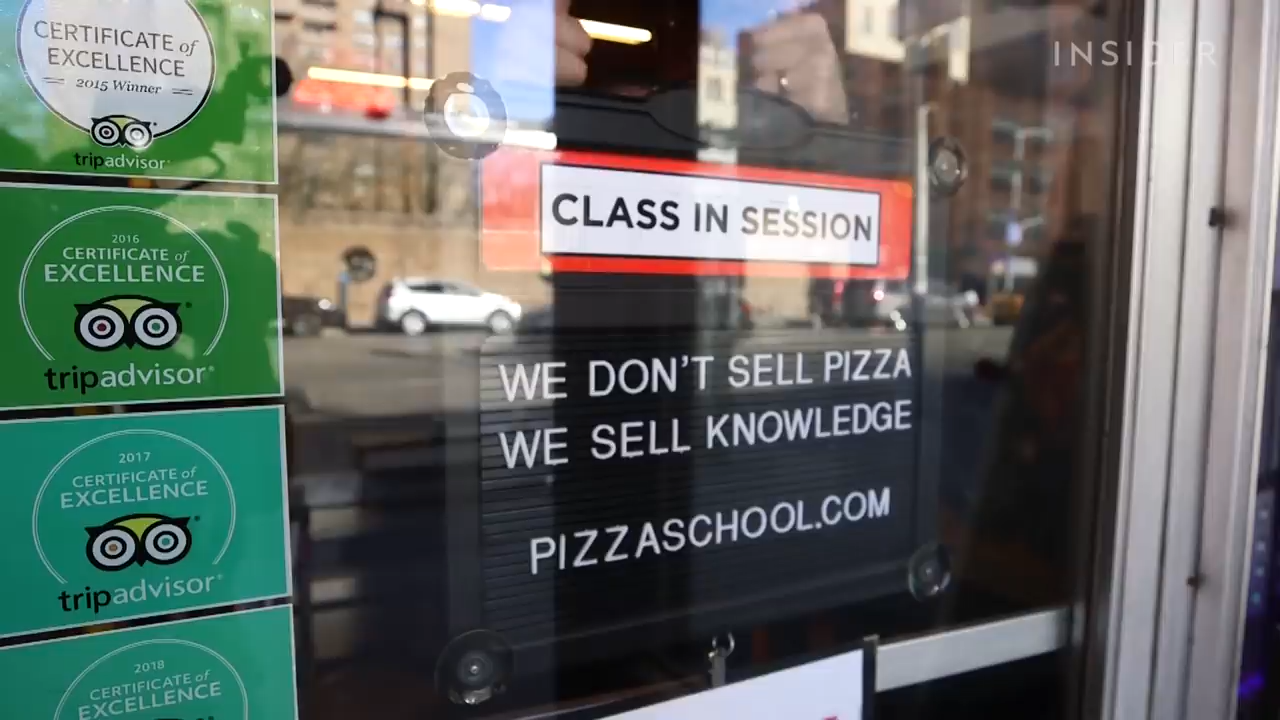 CERTIFICATE of
EXCELLENCE
2015 Winner
tripadvisor®
2016
CERTIFICATE of
EXCELLENCE
tripadvisor®
2017
CERTIFICATE of
EXCELLENCE
tripadvisor®
2018
CERTIFICATE of
EXCELLENCE
INSIDER
CLASS IN SESSION
WE DON'T SELL PIZZA
WE SELL KNOWLEDGE
PIZZASCHOOL.COM